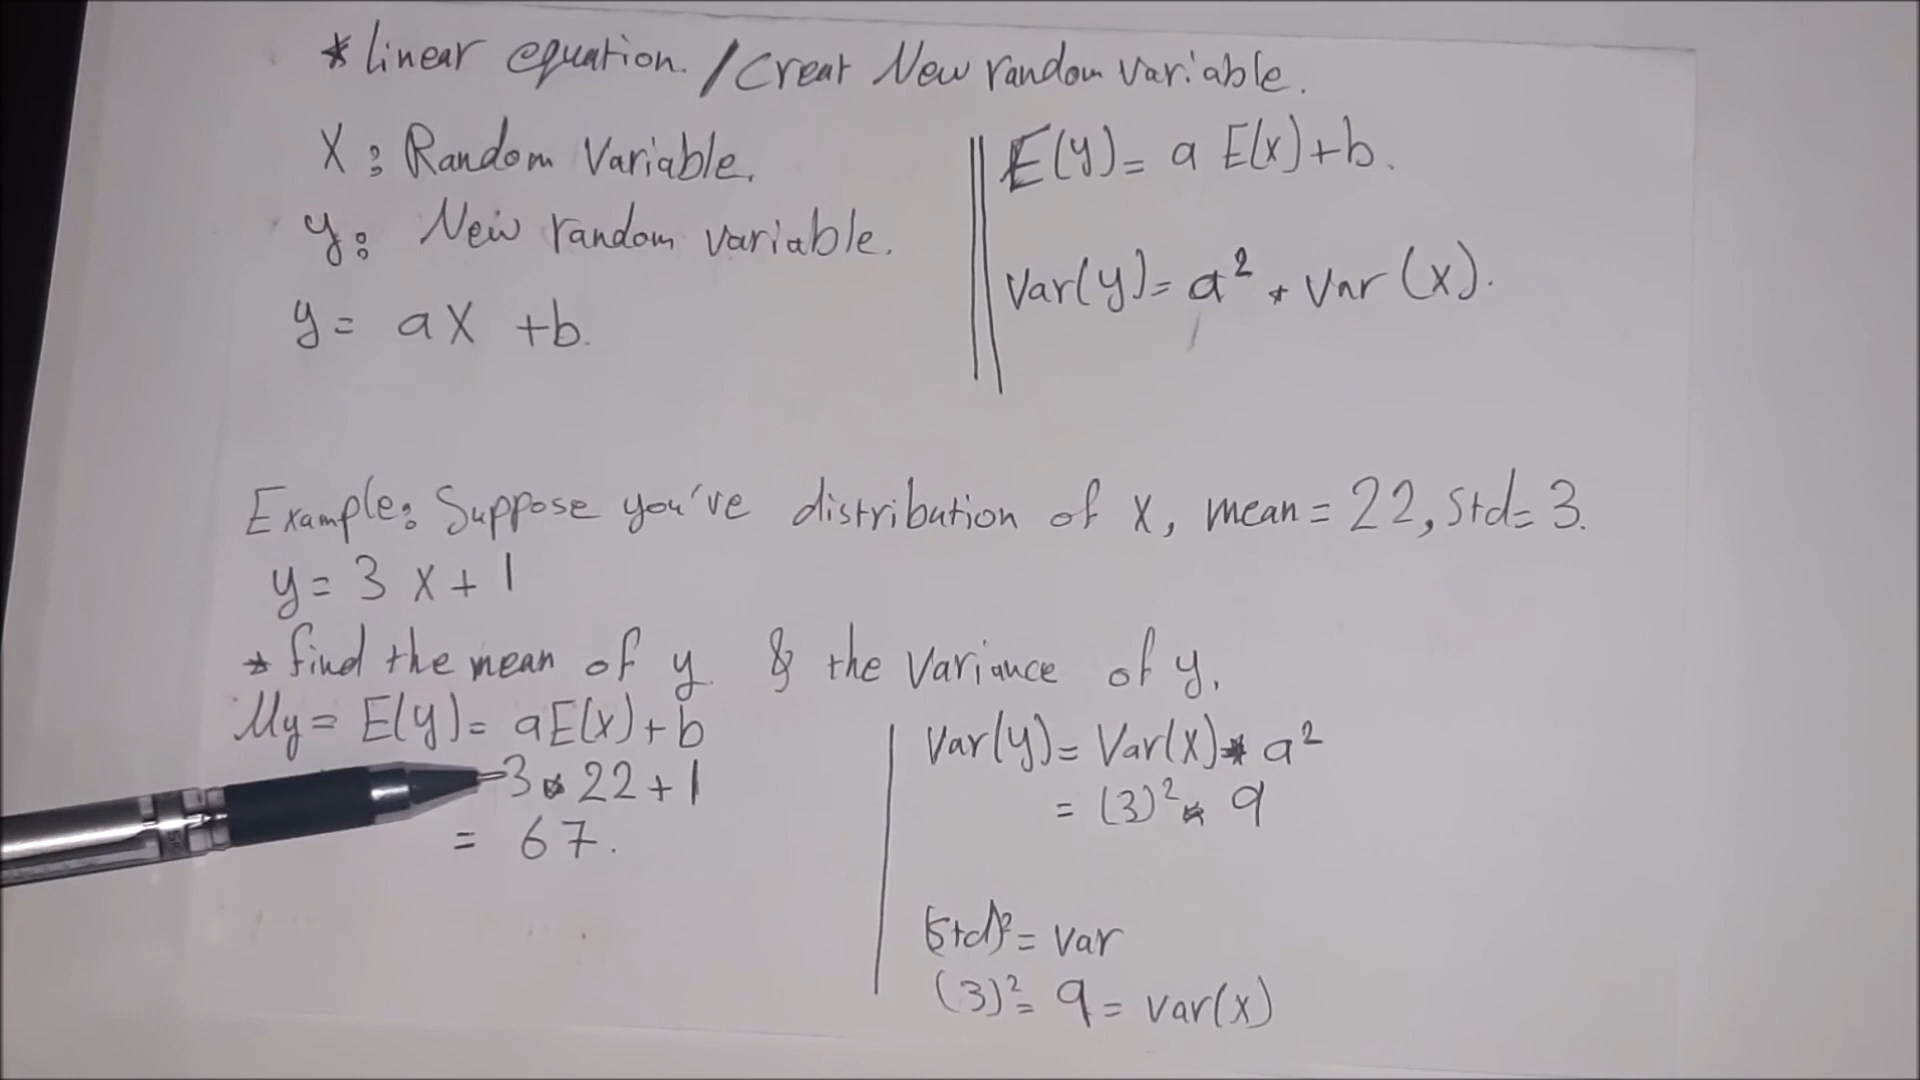 * linear equation. / Creat New random variable.
X : Random Variable.
y : New random variable.
y = aX + b.
E(y) = a E(x) + b.
Var(y) = a² * Var (x).
Example: Suppose you've distribution of x, mean = 22, std = 3.
y = 3 x + 1
* find the mean of y. & the variance of y.
My = E(y) = aE(x) + b
3 * 22 + 1
= 67.
Var(y) = Var(x) * a²
= (3)² * 9
(Std)² = var
(3)² = 9 = var(x)